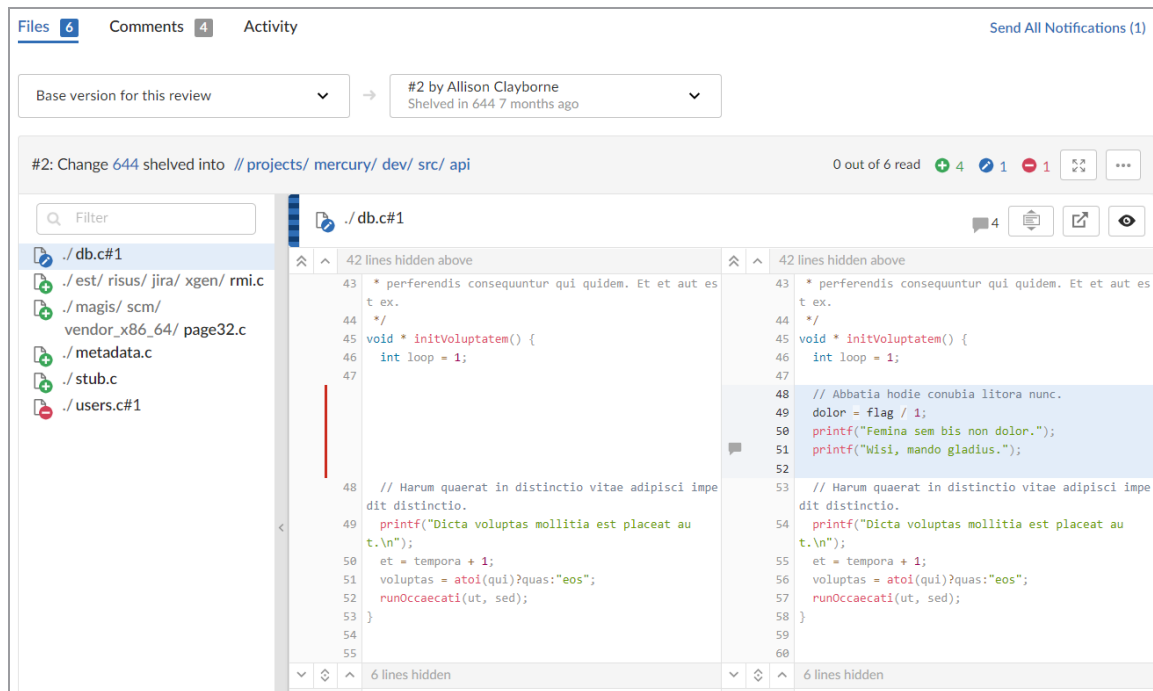 Files 6 Comments 4 Activity Send All Notifications (1)
Base version for this review
#2 by Allison Clayborne
Shelved in 644 7 months ago
#2: Change 644 shelved into // projects/ mercury/ dev/ src/ api 0 out of 6 read 4 1 1
Filter
./ db.c#1
./ est/ risus/ jira/ xgen/ rmi.c
./ magis/ scm/
vendor_x86_64/ page32.c
./ metadata.c
./ stub.c
./ users.c#1
./ db.c#1 4
42 lines hidden above
43 * perferendis consequuntur qui quidem. Et et aut es
t ex.
44 */
45 void * initVoluptatem() {
46 int loop = 1;
47
48 // Harum quaerat in distinctio vitae adipisci impe
dit distinctio.
49 printf("Dicta voluptas mollitia est placeat au
t.\n");
50 et = tempora + 1;
51 voluptas = atoi(qui)?quas:"eos";
52 runOccaecati(ut, sed);
53 }
54
55
6 lines hidden
42 lines hidden above
43 * perferendis consequuntur qui quidem. Et et aut es
t ex.
44 */
45 void * initVoluptatem() {
46 int loop = 1;
47
48 // Abbatia hodie conubia litora nunc.
49 dolor = flag / 1;
50 printf("Femina sem bis non dolor.");
51 printf("Wisi, mando gladius.");
52
53 // Harum quaerat in distinctio vitae adipisci impe
dit distinctio.
54 printf("Dicta voluptas mollitia est placeat au
t.\n");
55 et = tempora + 1;
56 voluptas = atoi(qui)?quas:"eos";
57 runOccaecati(ut, sed);
58 }
59
60
6 lines hidden